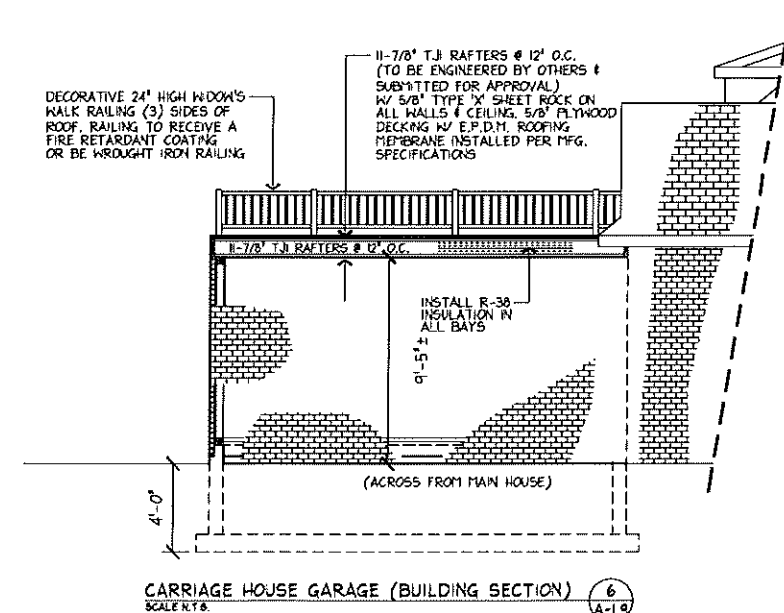 11-7/8" TJI RAFTERS @ 12" O.C.
(TO BE ENGINEERED BY OTHERS &
SUBMITTED FOR APPROVAL)
W/ 5/8" TYPE 'X' SHEET ROCK ON
ALL WALLS & CEILING. 5/8" PLYWOOD
DECKING W/ E.P.D.M. ROOFING
MEMBRANE INSTALLED PER MFG.
SPECIFICATIONS
DECORATIVE 24" HIGH WIDOW'S
WALK RAILING (3) SIDES OF
ROOF. RAILING TO RECEIVE A
FIRE RETARDANT COATING
OR BE WROUGHT IRON RAILING
11-7/8" TJI RAFTERS @ 12" O.C.
INSTALL R-38
INSULATION IN
ALL BAYS
9'-5" ±
(ACROSS FROM MAIN HOUSE)
4'-0"
CARRIAGE HOUSE GARAGE (BUILDING SECTION)
SCALE N.T.S.
6